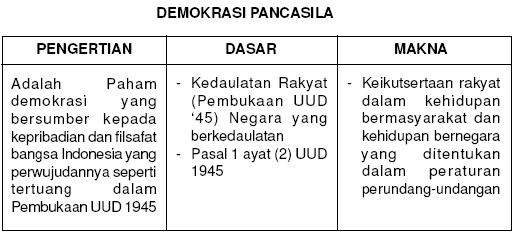 DEMOKRASI PANCASILA
PENGERTIAN
DASAR
MAKNA
Adalah Paham
demokrasi yang
bersumber kepada
kepribadian dan filsafat
bangsa Indonesia yang
perwujudannya seperti
tertuang dalam
Pembukaan UUD 1945
- Kedaulatan Rakyat
(Pembukaan UUD
‘45) Negara yang
berkedaulatan
- Pasal 1 ayat (2) UUD
1945
- Keikutsertaan rakyat
dalam kehidupan
bermasyarakat dan
kehidupan bernegara
yang ditentukan
dalam peraturan
perundang-undangan